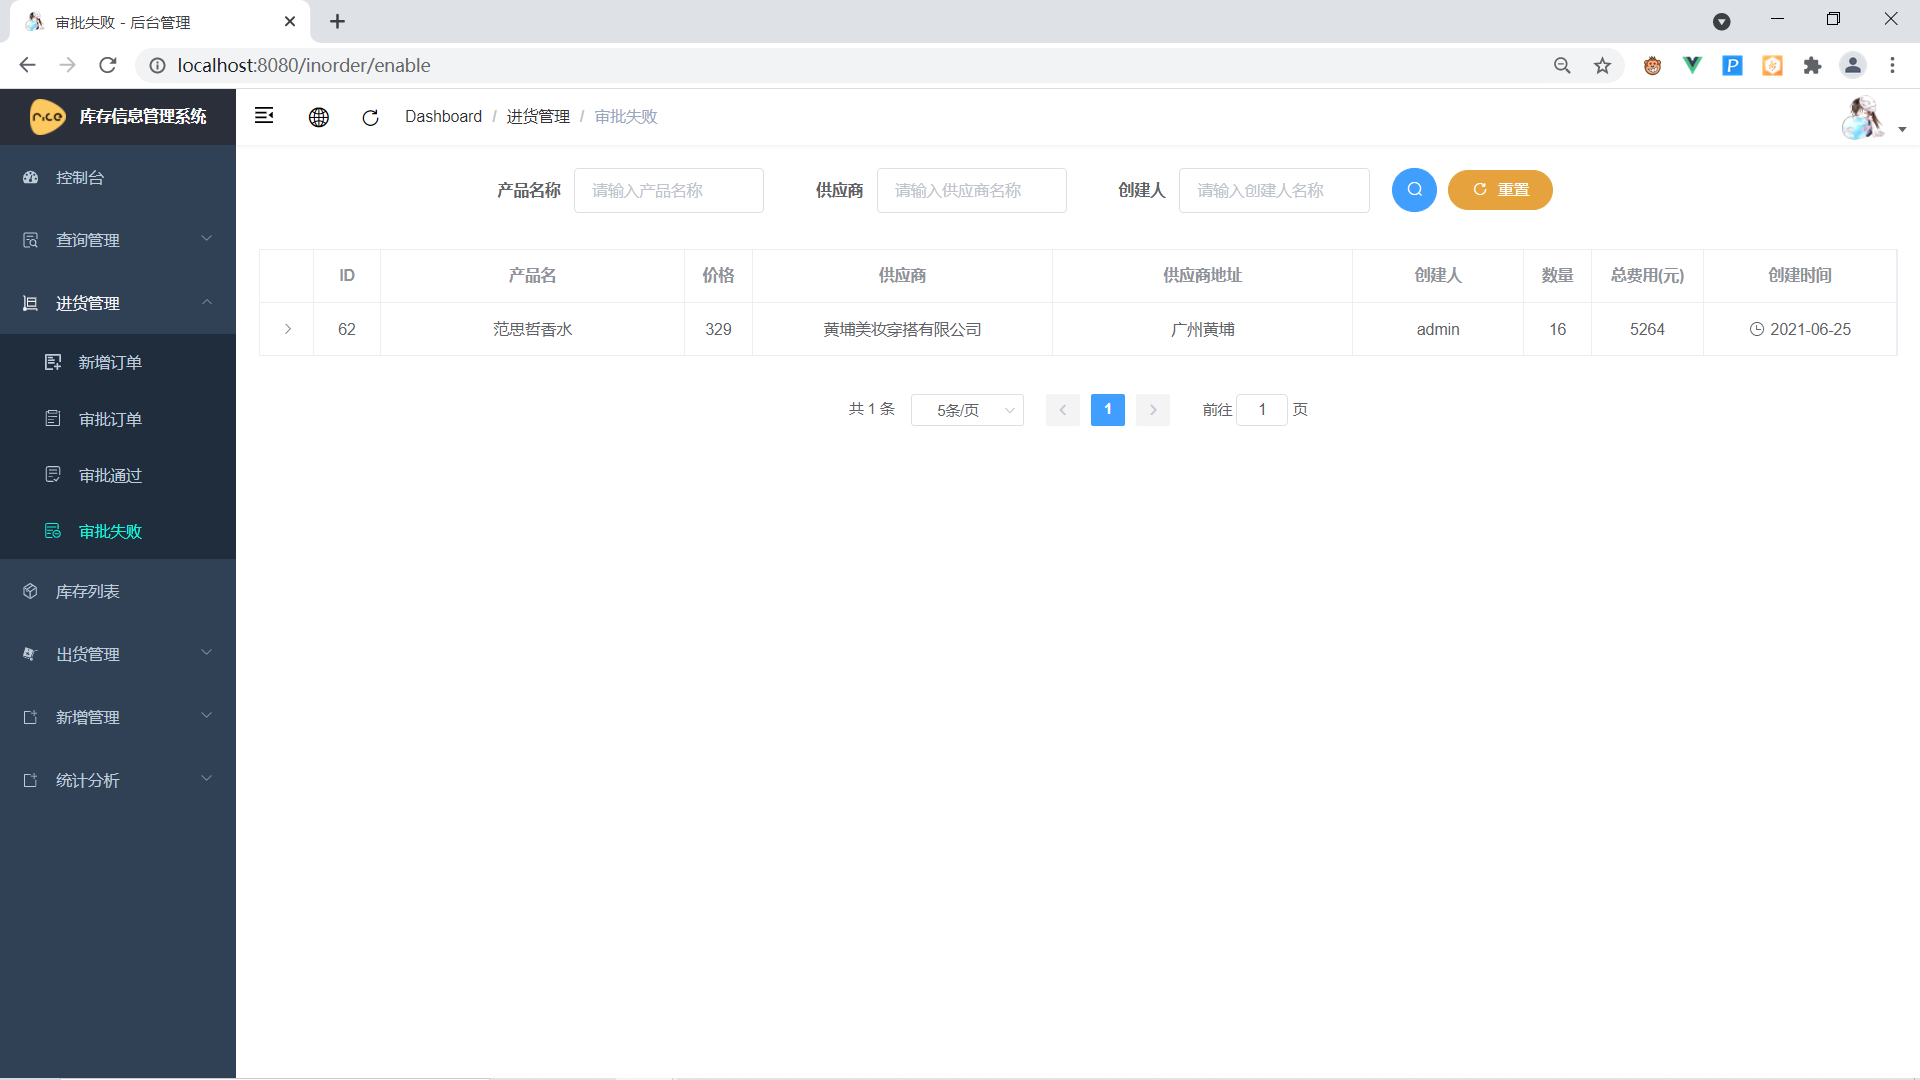 审批失败 - 后台管理
localhost:8080/inorder/enable
nice
库存信息管理系统
Dashboard / 进货管理 / 审批失败
控制台
查询管理
进货管理
新增订单
审批订单
审批通过
审批失败
库存列表
出货管理
新增管理
统计分析
产品名称 请输入产品名称 供应商 请输入供应商名称 创建人 请输入创建人名称 重置
ID 产品名 价格 供应商 供应商地址 创建人 数量 总费用(元) 创建时间
62 范思哲香水 329 黄埔美妆穿搭有限公司 广州黄埔 admin 16 5264 2021-06-25
共 1 条 5条/页 1 前往 1 页